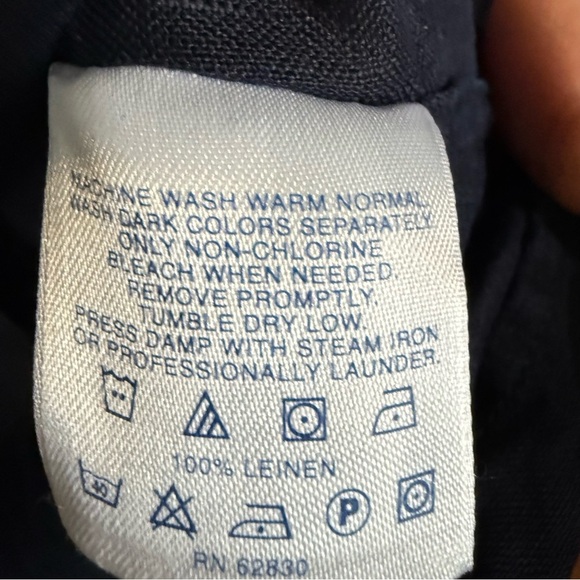 MACHINE WASH WARM NORMAL.
WASH DARK COLORS SEPARATELY.
ONLY NON-CHLORINE
BLEACH WHEN NEEDED.
REMOVE PROMPTLY.
TUMBLE DRY LOW.
PRESS DAMP WITH STEAM IRON
OR PROFESSIONALLY LAUNDER.
100% LEINEN
40 P
RN 62830